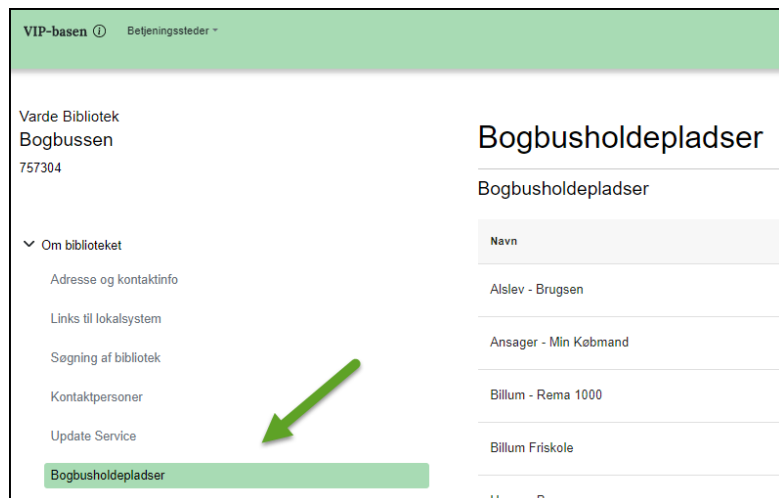 VIP-basen Betjeningssteder
Varde Bibliotek
Bogbussen
757304
Om biblioteket
Adresse og kontaktinfo
Links til lokalsystem
Søgning af bibliotek
Kontaktpersoner
Update Service
Bogbusholdepladser
Bogbusholdepladser
Bogbusholdepladser
Navn
Alslev - Brugsen
Ansager - Min Købmand
Billum - Rema 1000
Billum Friskole